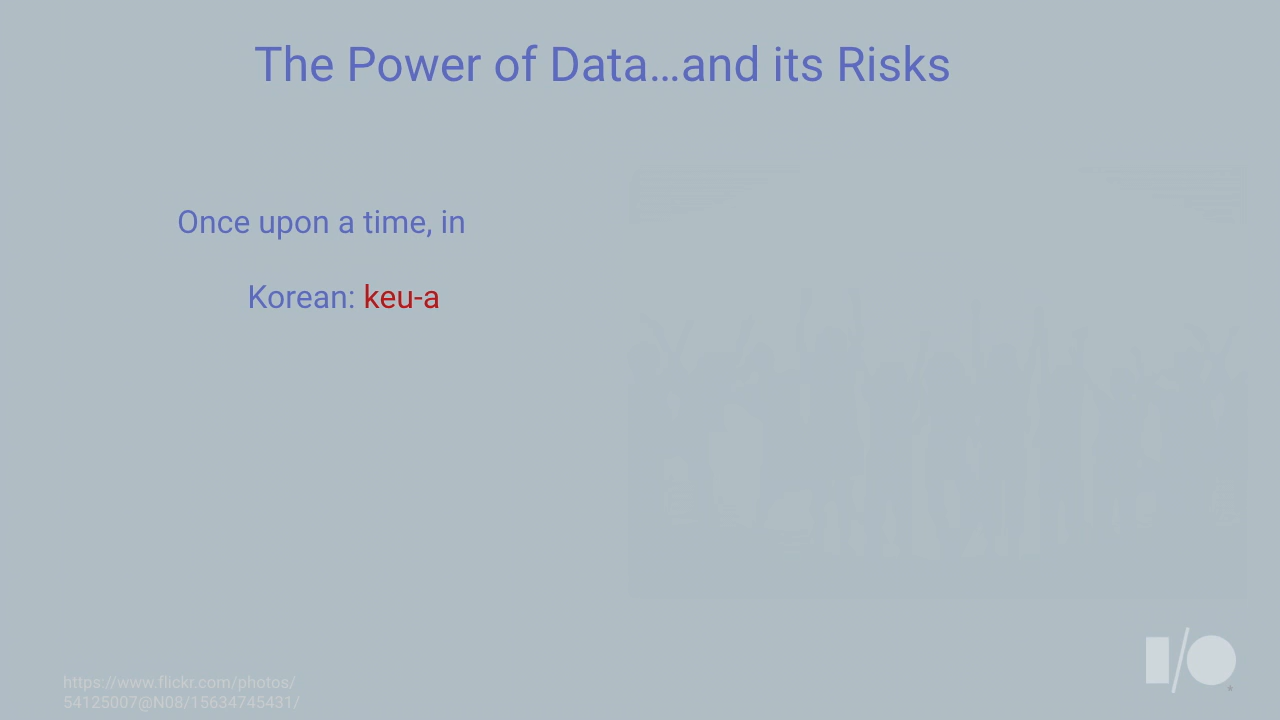 The Power of Data…and its Risks
Once upon a time, in
Korean: keu-a
https://www.flickr.com/photos/
54125007@N08/15634745431/
I/O